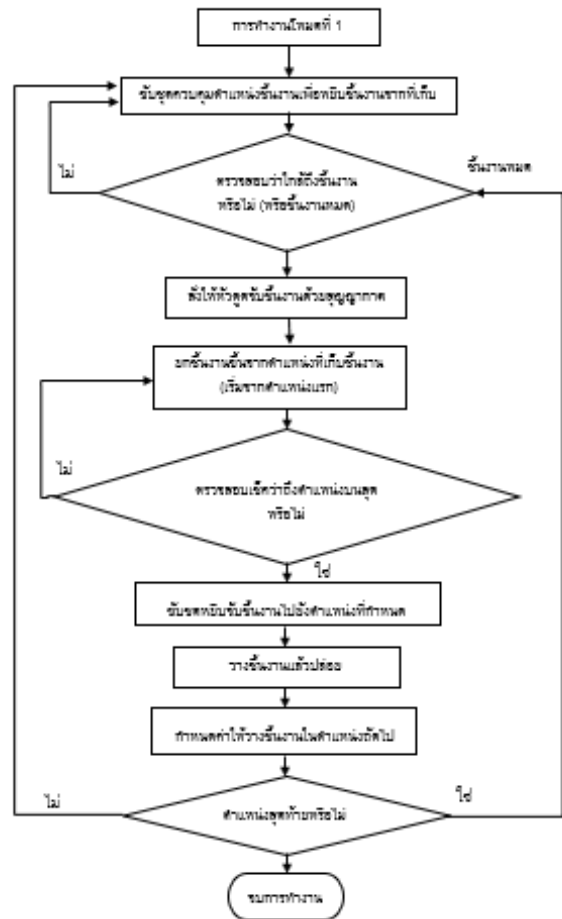 การทำงานโหมดที่ 1
ขับชุดควบคุมตำแหน่งชิ้นงานเพื่อหยิบชิ้นงานจากที่เก็บ
ไม่
ชิ้นงานหมด
ตรวจสอบว่าใกล้ถึงชิ้นงาน
หรือไม่ (หรือชิ้นงานหมด)
สั่งให้หัวดูดจับชิ้นงานด้วยสุญญากาศ
ยกชิ้นงานขึ้นจากตำแหน่งที่เก็บชิ้นงาน
(เริ่มจากตำแหน่งแรก)
ไม่
ตรวจสอบเช็คว่าถึงตำแหน่งบนสุด
หรือไม่
ใช่
ขับชุดหยิบจับชิ้นงานไปยังตำแหน่งที่กำหนด
วางชิ้นงานแล้วปล่อย
กำหนดค่าให้วางชิ้นงานในตำแหน่งถัดไป
ไม่
ใช่
ตำแหน่งสุดท้ายหรือไม่
จบการทำงาน